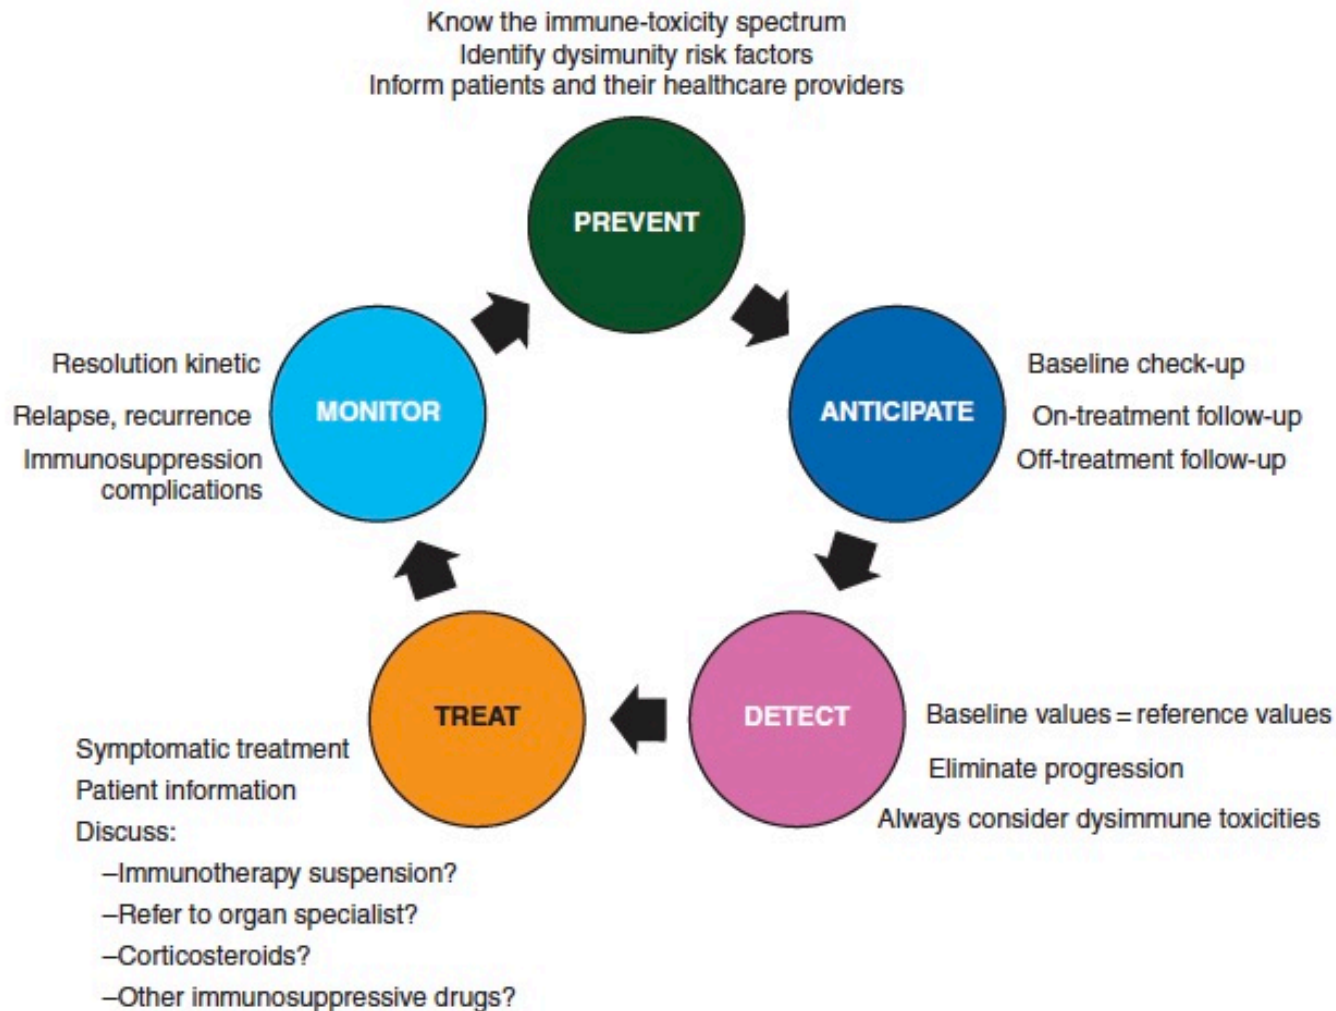 Know the immune-toxicity spectrum
Identify dysimunity risk factors
Inform patients and their healthcare providers
PREVENT
ANTICIPATE
Baseline check-up
On-treatment follow-up
Off-treatment follow-up
DETECT
Baseline values = reference values
Eliminate progression
Always consider dysimmune toxicities
TREAT
Symptomatic treatment
Patient information
Discuss:
–Immunotherapy suspension?
–Refer to organ specialist?
–Corticosteroids?
–Other immunosuppressive drugs?
MONITOR
Resolution kinetic
Relapse, recurrence
Immunosuppression
complications